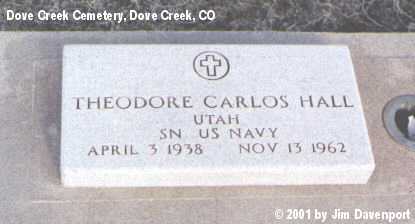 Dove Creek Cemetery, Dove Creek, CO
THEODORE CARLOS HALL
UTAH
SN US NAVY
APRIL 3 1938 NOV 13 1962
© 2001 by Jim Davenport